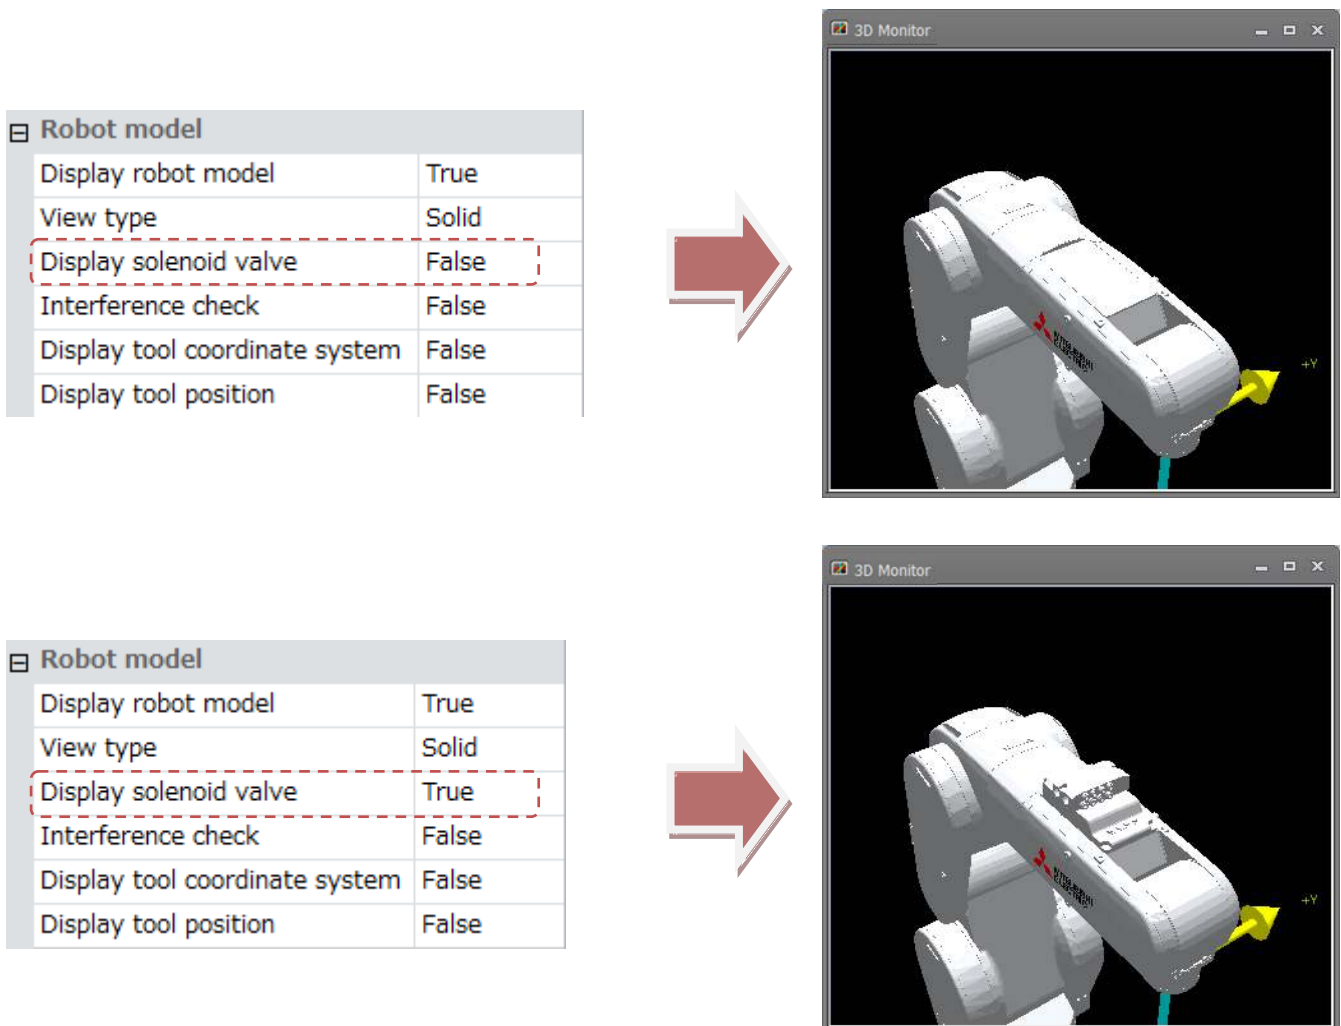 3D Monitor
Robot model
Display robot model True
View type Solid
Display solenoid valve False
Interference check False
Display tool coordinate system False
Display tool position False
+Y
3D Monitor
Robot model
Display robot model True
View type Solid
Display solenoid valve True
Interference check False
Display tool coordinate system False
Display tool position False
+Y